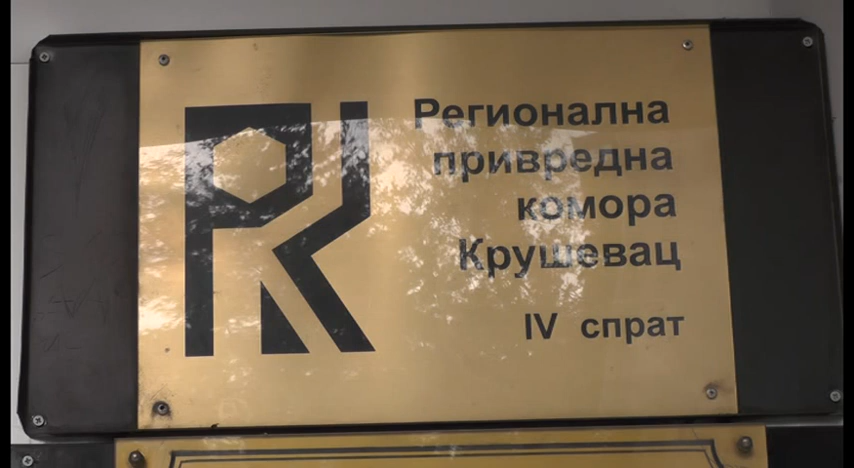 Регионална
привредна
комора
Крушевац
IV спрат